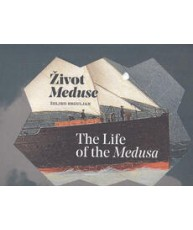 Život
Meduse
The Life
of the Medusa